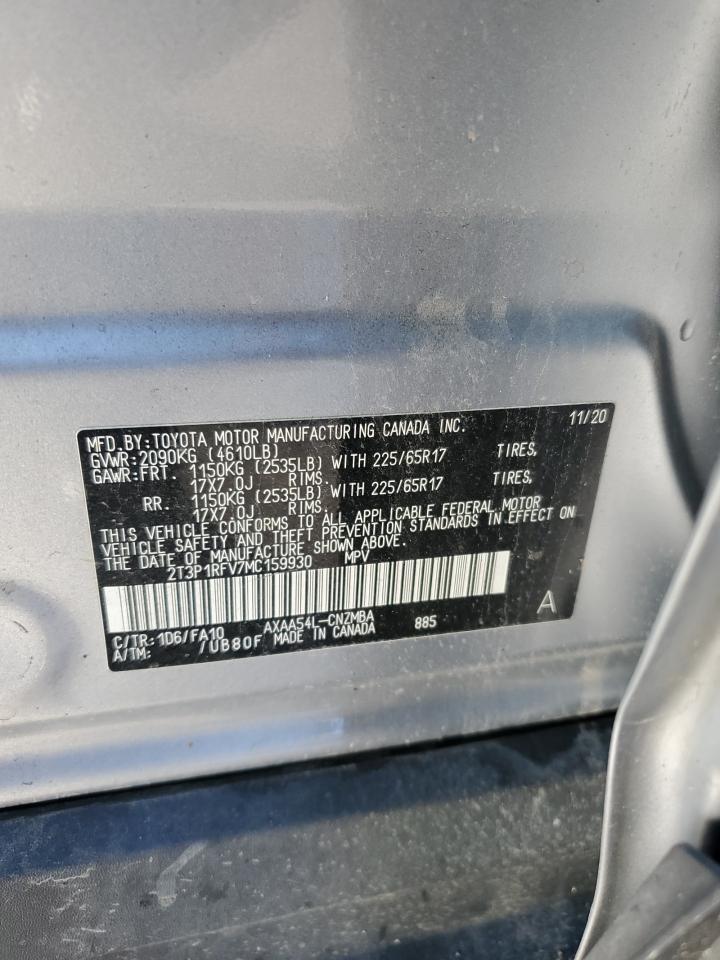 MFD.BY:TOYOTA MOTOR MANUFACTURING CANADA INC. 11/20
GVWR:2090KG (4610LB)
GAWR:FRT. 1150KG (2535LB) WITH 225/65R17 TIRES,
17X7.0J RIMS.
RR. 1150KG (2535LB) WITH 225/65R17 TIRES,
17X7.0J RIMS.
THIS VEHICLE CONFORMS TO ALL APPLICABLE FEDERAL MOTOR
VEHICLE SAFETY AND THEFT PREVENTION STANDARDS IN EFFECT ON
THE DATE OF MANUFACTURE SHOWN ABOVE.
2T3P1RFV7MC159930 MPV
A
C/TR:1D6/FA10 AXAA54L-CNZMBA 885
A/TM: /UB80F MADE IN CANADA